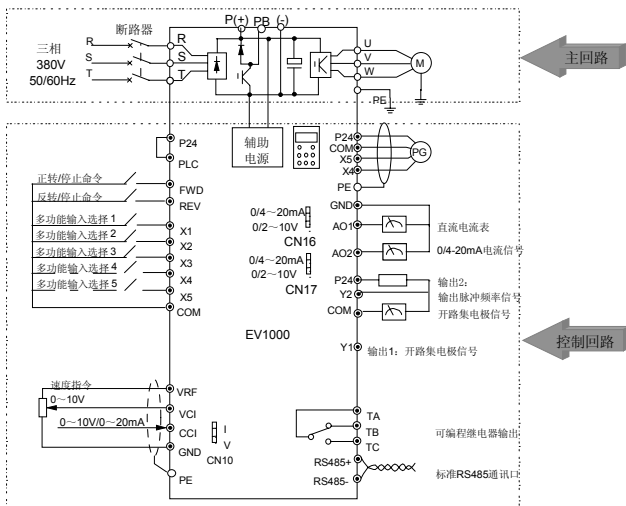 断路器
P(+) PB (-)
三相
380V
50/60Hz
R
S
T
R
S
T
U
V
W
M
PE
主回路
P24
PLC
辅助
电源
P24
COM
X5
X4
PG
PE
正转/停止命令
FWD
反转/停止命令
REV
多功能输入选择 1
X1
多功能输入选择 2
X2
多功能输入选择 3
X3
多功能输入选择 4
X4
多功能输入选择 5
X5
COM
0/4～20mA
0/2～10V
CN16
0/4～20mA
0/2～10V
CN17
GND
AO1
直流电流表
AO2
0/4-20mA电流信号
P24
输出2:
Y2
输出脉冲频率信号
COM
开路集电极信号
EV1000
Y1
输出1：开路集电极信号
控制回路
速度指令
VRF
0～10V
VCI
0～10V/0～20mA
CCI
GND
PE
I
V
CN10
TA
TB
TC
可编程继电器输出
RS485+
RS485-
标准RS485通讯口